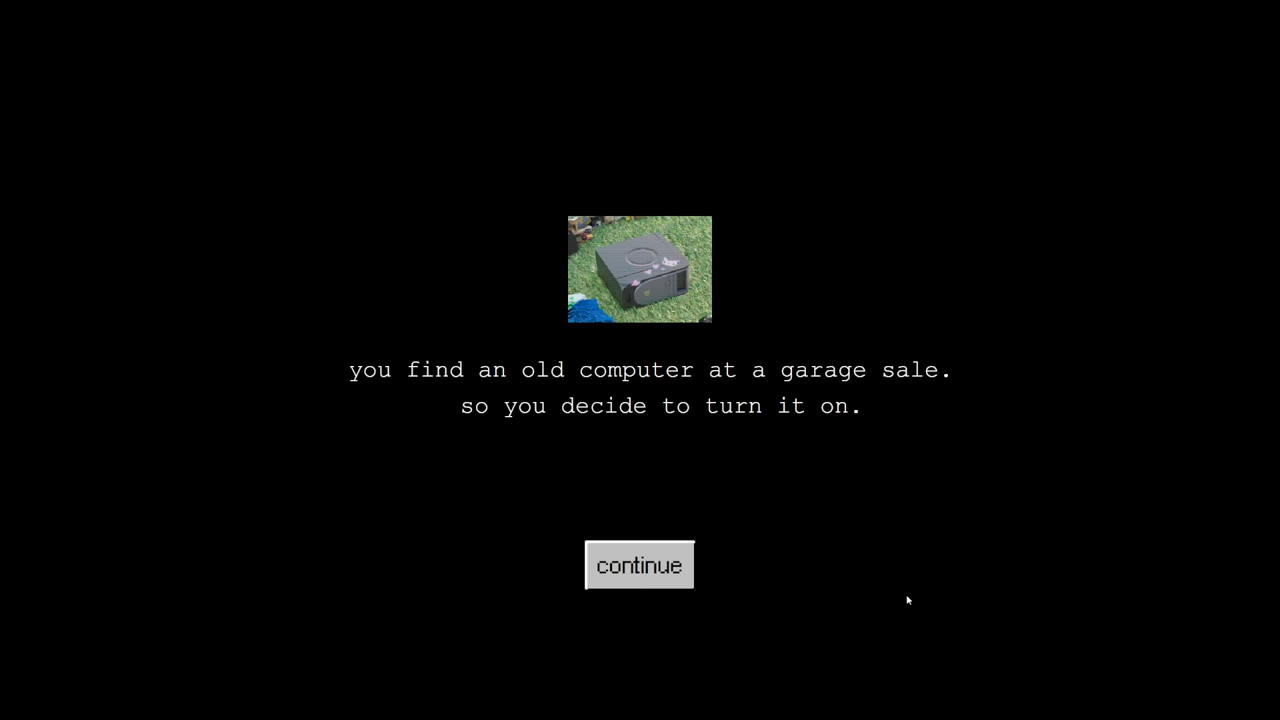 you find an old computer at a garage sale.
so you decide to turn it on.
continue